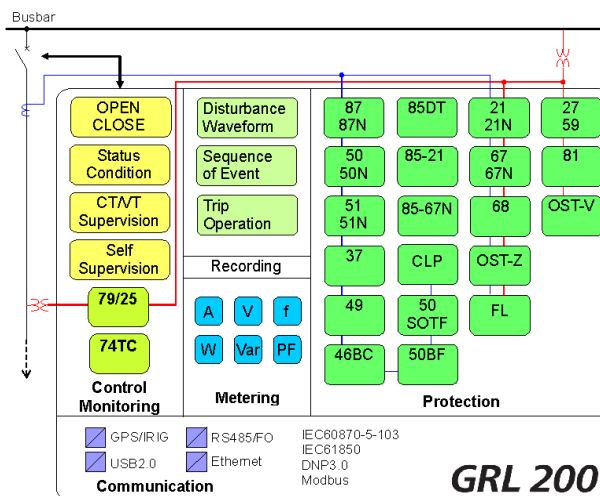 Busbar
OPEN
CLOSE
Status
Condition
CT/VT
Supervision
Self
Supervision
79/25
74TC
Control
Monitoring
Disturbance
Waveform
Sequence
of Event
Trip
Operation
Recording
A V f
W Var PF
Metering
87
87N
85DT
21
21N
27
59
50
50N
85-21
67
67N
81
51
51N
85-67N
68
OST-V
37
CLP
OST-Z
49
50
SOTF
FL
46BC
50BF
Protection
GPS/IRIG
RS485/FO
USB2.0
Ethernet
IEC60870-5-103
IEC61850
DNP3.0
Modbus
Communication
GRL 200